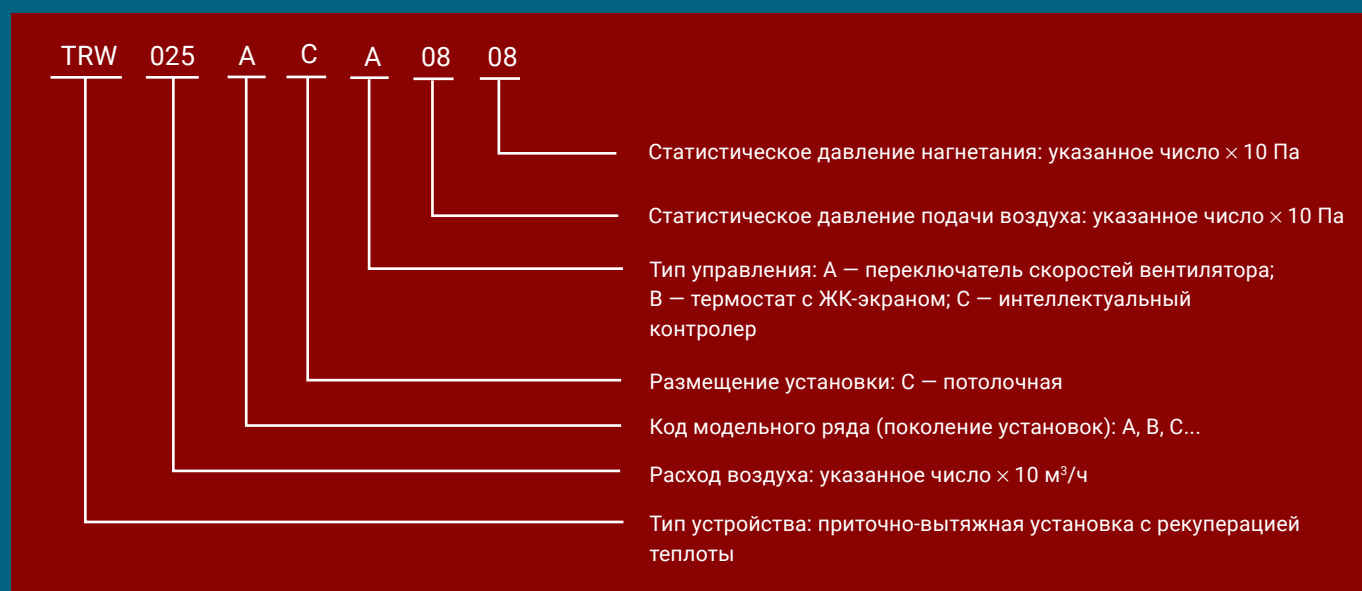 TRW 025 A C A 08 08
Статистическое давление нагнетания: указанное число × 10 Па
Статистическое давление подачи воздуха: указанное число × 10 Па
Тип управления: A — переключатель скоростей вентилятора;
B — термостат с ЖК-экраном; C — интеллектуальный
контролер
Размещение установки: C — потолочная
Код модельного ряда (поколение установок): A, B, C...
Расход воздуха: указанное число × 10 м³/ч
Тип устройства: приточно-вытяжная установка с рекуперацией
теплоты